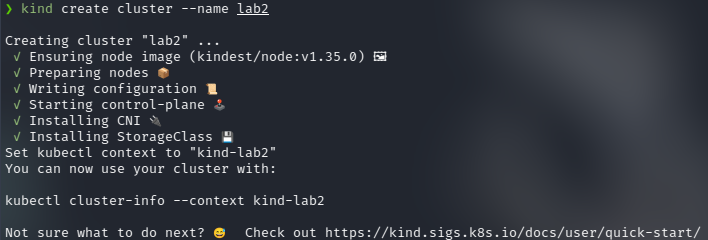 ❯ kind create cluster --name lab2
Creating cluster "lab2" ...
✓ Ensuring node image (kindest/node:v1.35.0) 🖼
✓ Preparing nodes 📦
✓ Writing configuration 📜
✓ Starting control-plane 🕹️
✓ Installing CNI 🔌
✓ Installing StorageClass 💾
Set kubectl context to "kind-lab2"
You can now use your cluster with:
kubectl cluster-info --context kind-lab2
Not sure what to do next? 😅 Check out https://kind.sigs.k8s.io/docs/user/quick-start/